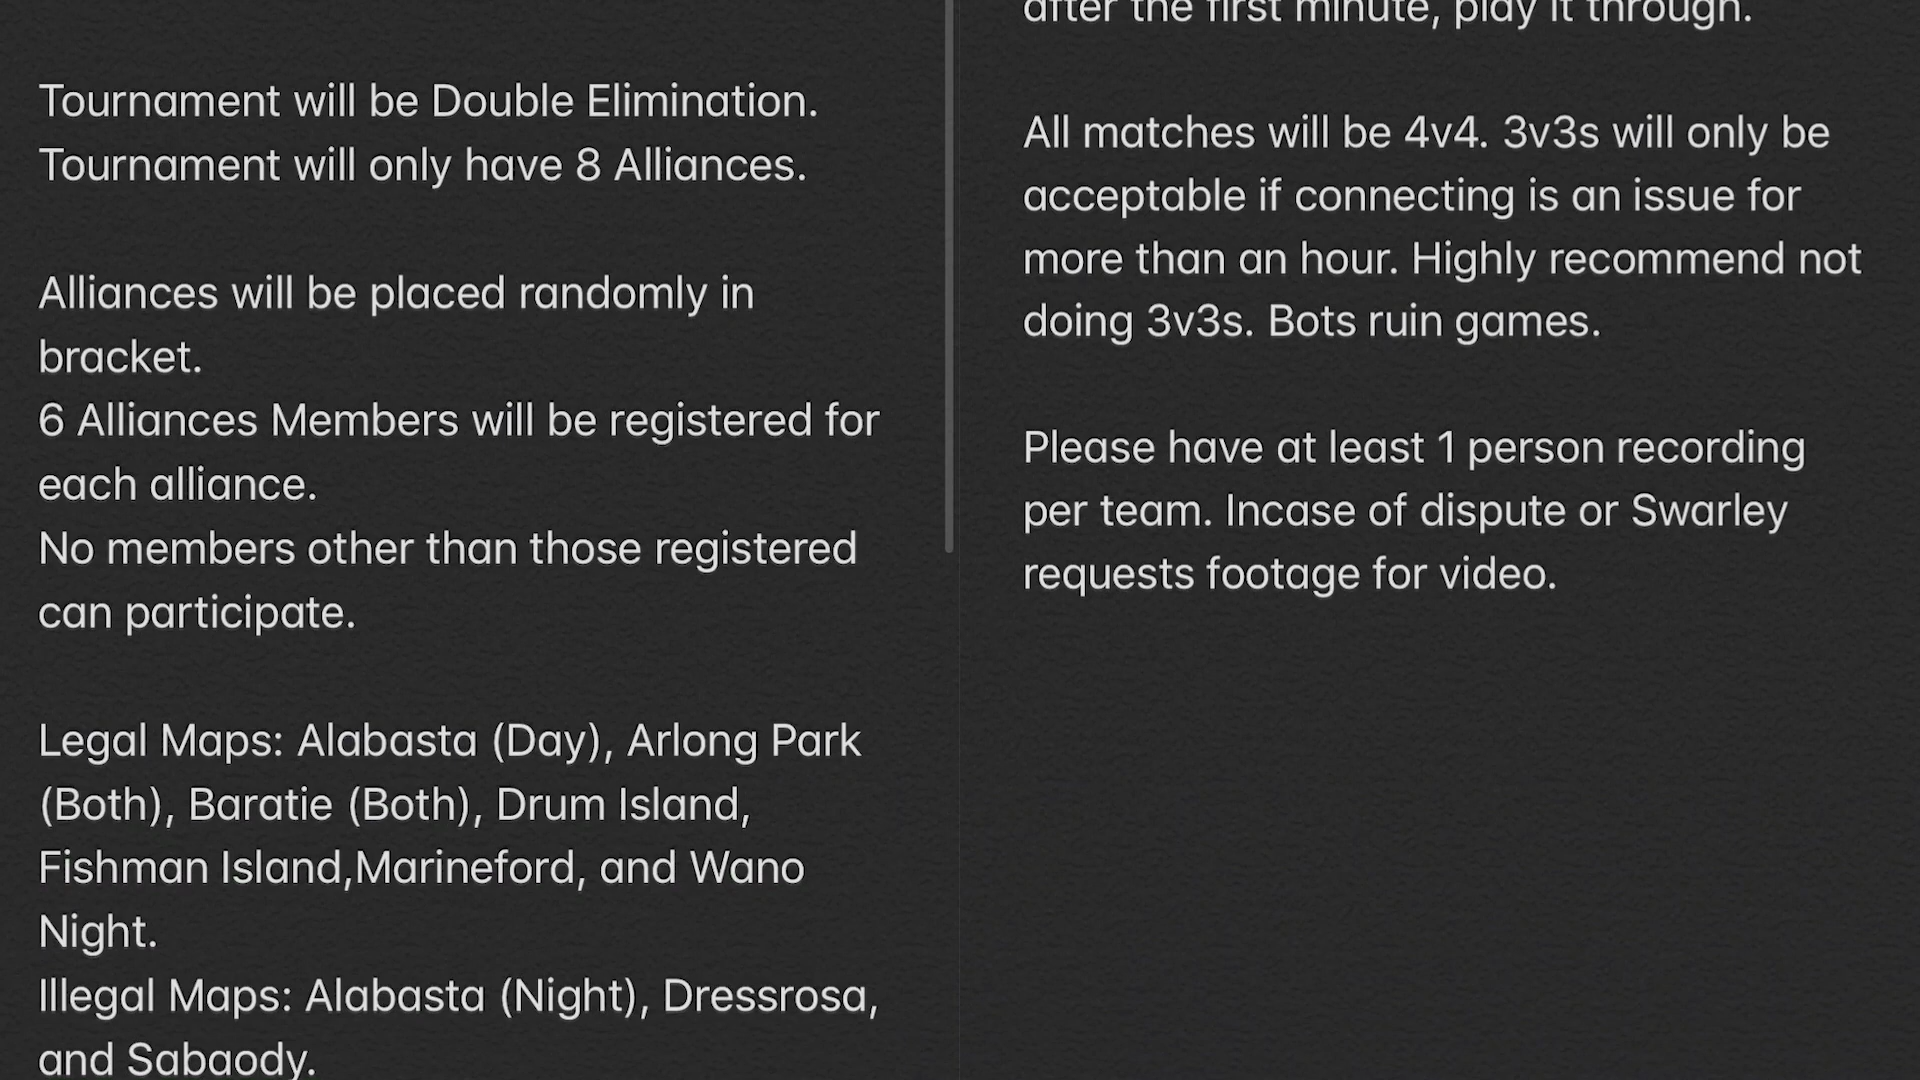 Tournament will be Double Elimination.
Tournament will only have 8 Alliances.
Alliances will be placed randomly in
bracket.
6 Alliances Members will be registered for
each alliance.
No members other than those registered
can participate.
Legal Maps: Alabasta (Day), Arlong Park
(Both), Baratie (Both), Drum Island,
Fishman Island,Marineford, and Wano
Night.
Illegal Maps: Alabasta (Night), Dressrosa,
and Sabaody.
after the first minute, play it through.
All matches will be 4v4. 3v3s will only be
acceptable if connecting is an issue for
more than an hour. Highly recommend not
doing 3v3s. Bots ruin games.
Please have at least 1 person recording
per team. Incase of dispute or Swarley
requests footage for video.